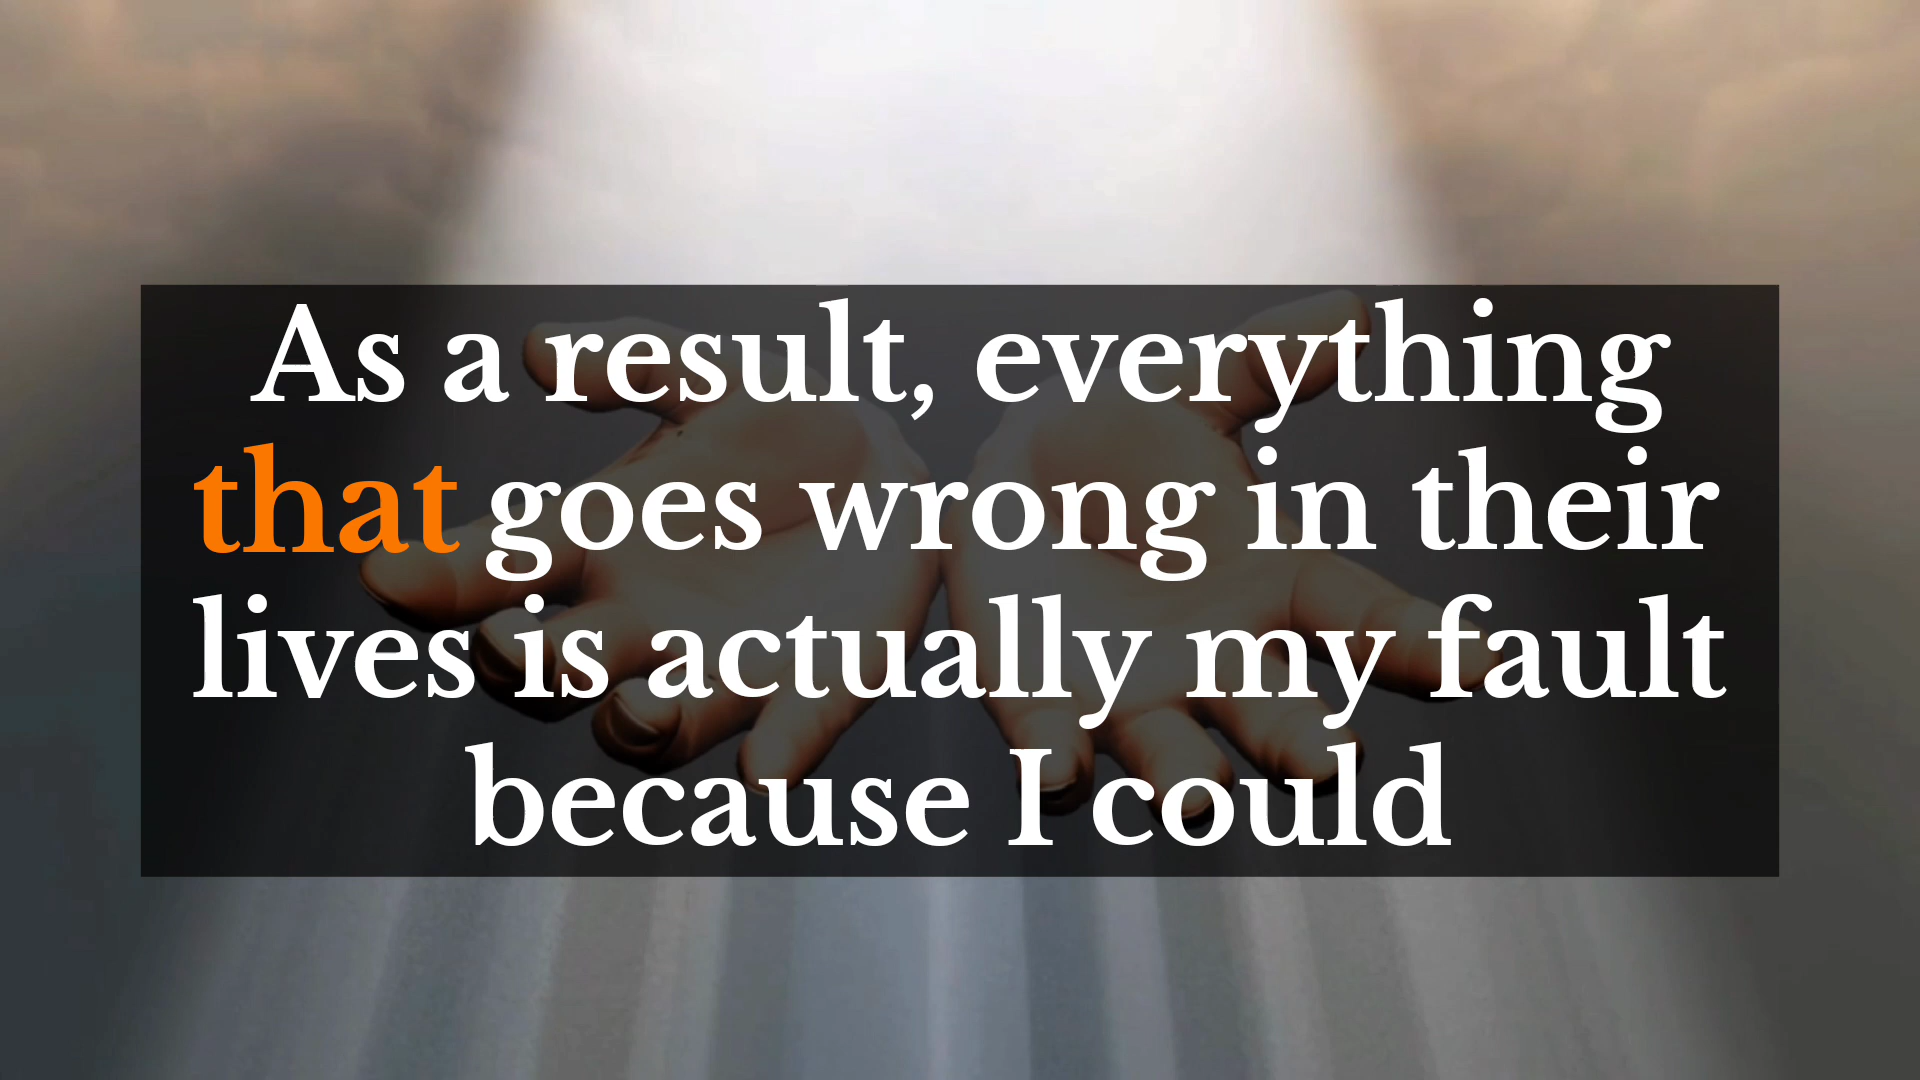 As a result, everything
that goes wrong in their
lives is actually my fault
because I could